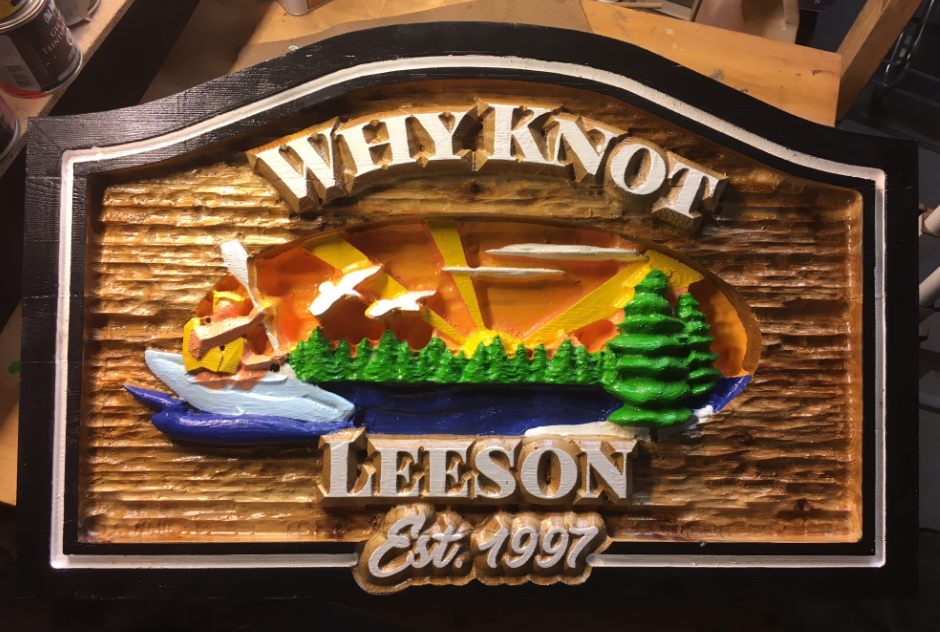 WHY KNOT
LEESON
Est. 1997